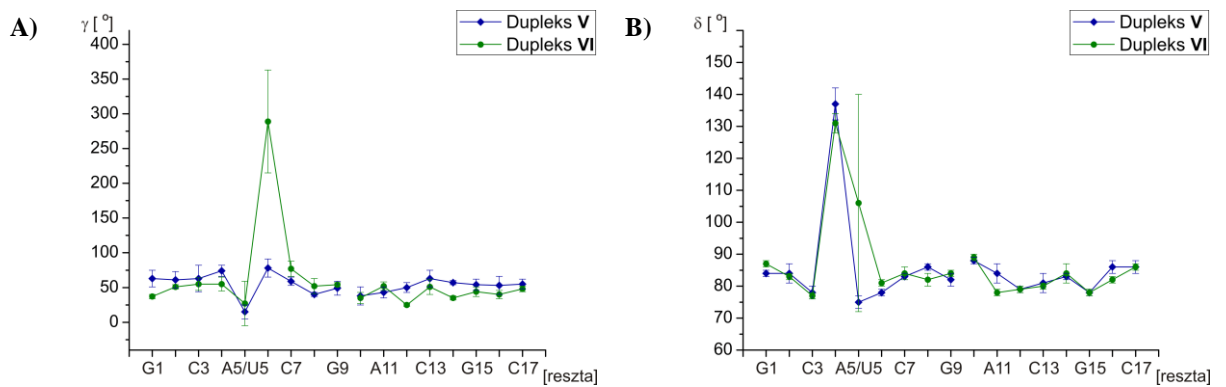 A)
γ [ °]
Dupleks V
Dupleks VI
400
350
300
250
200
150
100
50
0
G1 C3 A5/U5 C7 G9 A11 C13 G15 C17 [reszta]
B)
δ [ °]
Dupleks V
Dupleks VI
150
140
130
120
110
100
90
80
70
60
G1 C3 A5/U5 C7 G9 A11 C13 G15 C17 [reszta]